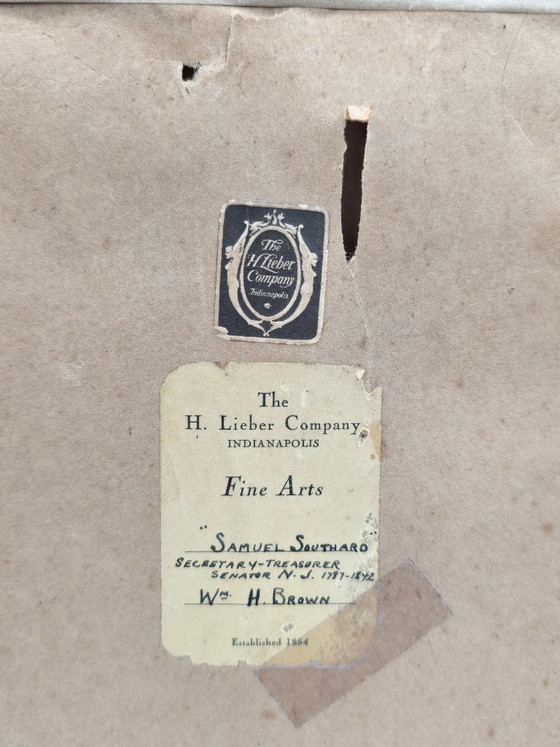 The
H. Lieber
Company
Indianapolis
The
H. Lieber Company
INDIANAPOLIS
Fine Arts
"SAMUEL SOUTHARD"
SECRETARY-TREASURER
SENATOR N.J. 1787-1842
Wm. H. BROWN
Established 1854